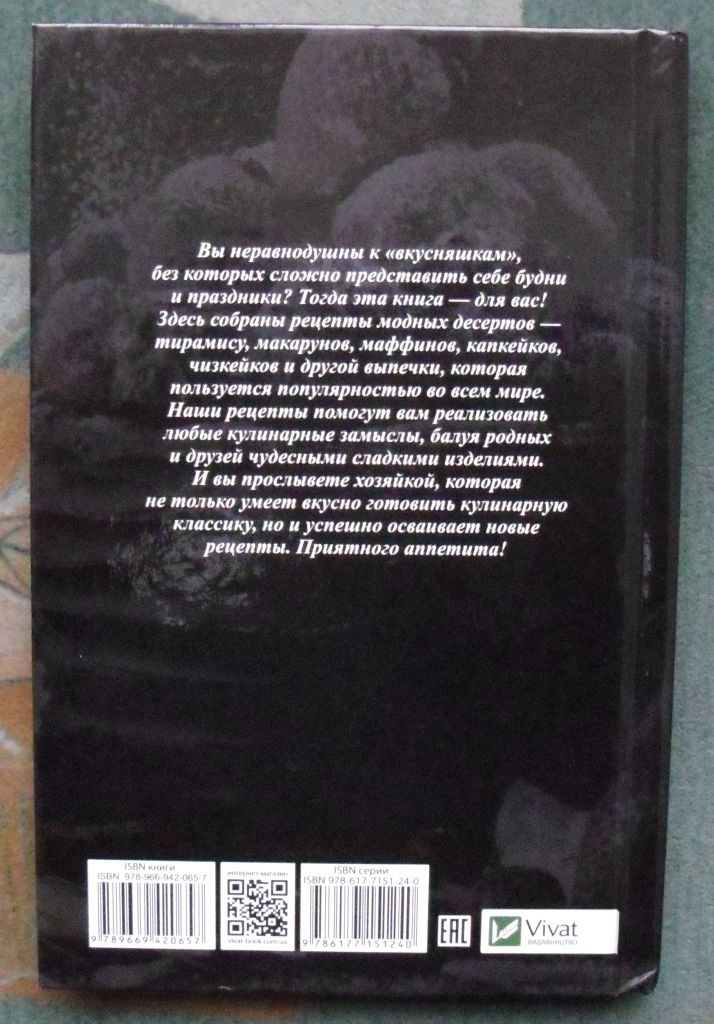 Вы неравнодушны к «вкусняшкам»,
без которых сложно представить себе будни
и праздники? Тогда эта книга — для вас!
Здесь собраны рецепты модных десертов —
тирамису, макарунов, маффинов, капкейков,
чизкейков и другой выпечки, которая
пользуется популярностью во всем мире.
Наши рецепты помогут вам реализовать
любые кулинарные замыслы, балуя родных
и друзей чудесными сладкими изделиями.
И вы прослывете хозяйкой, которая
не только умеет вкусно готовить кулинарную
классику, но и успешно осваивает новые
рецепты. Приятного аппетита!
ISBN книги
ISBN 978-966-942-065-7
9 789669 420657
интернет-магазин
vivat-book.com.ua
ISBN серии
ISBN 978-617-7151-24-0
9 786177 151240
EAC
Vivat
ВИДАВНИЦТВО